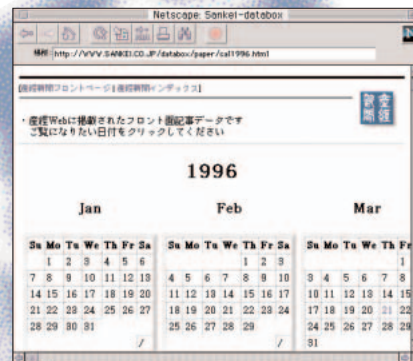 Netscape: Sankei-databox
場所: http://WWW.SANKEI.CO.JP/databox/paper/cal1996.html
[産経新聞フロントページ|産経新聞インデックス]
産経
新聞
・産経Webに掲載されたフロント面記事データです
ご覧になりたい日付をクリックしてください
1996
Jan Feb Mar
Su Mo Tu We Th Fr Sa Su Mo Tu We Th Fr Sa Su Mo Tu We Th Fr
1 2 3 4 5 6 1 2 3 1
7 8 9 10 11 12 13 4 5 6 7 8 9 10 3 4 5 6 7 8
14 15 16 17 18 19 20 11 12 13 14 15 16 17 10 11 12 13 14 15
21 22 23 24 25 26 27 18 19 20 21 22 23 24 17 18 19 20 21 22
28 29 30 31 25 26 27 28 29 24 25 26 27 28 29
/ / 31